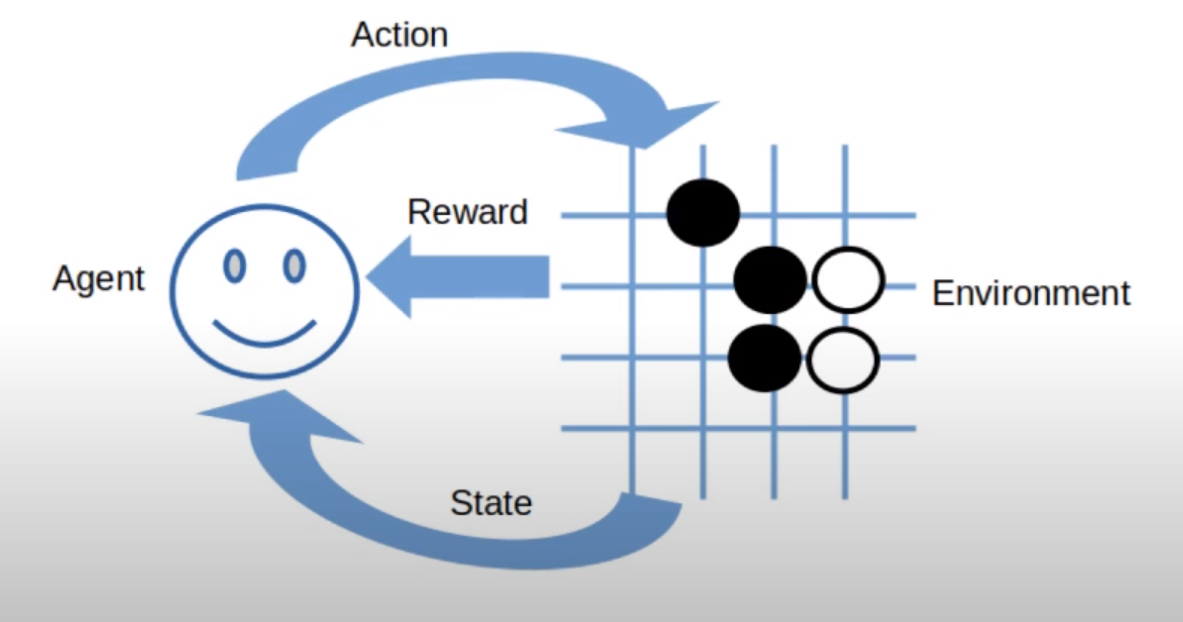 Action
Reward
Agent
Environment
State